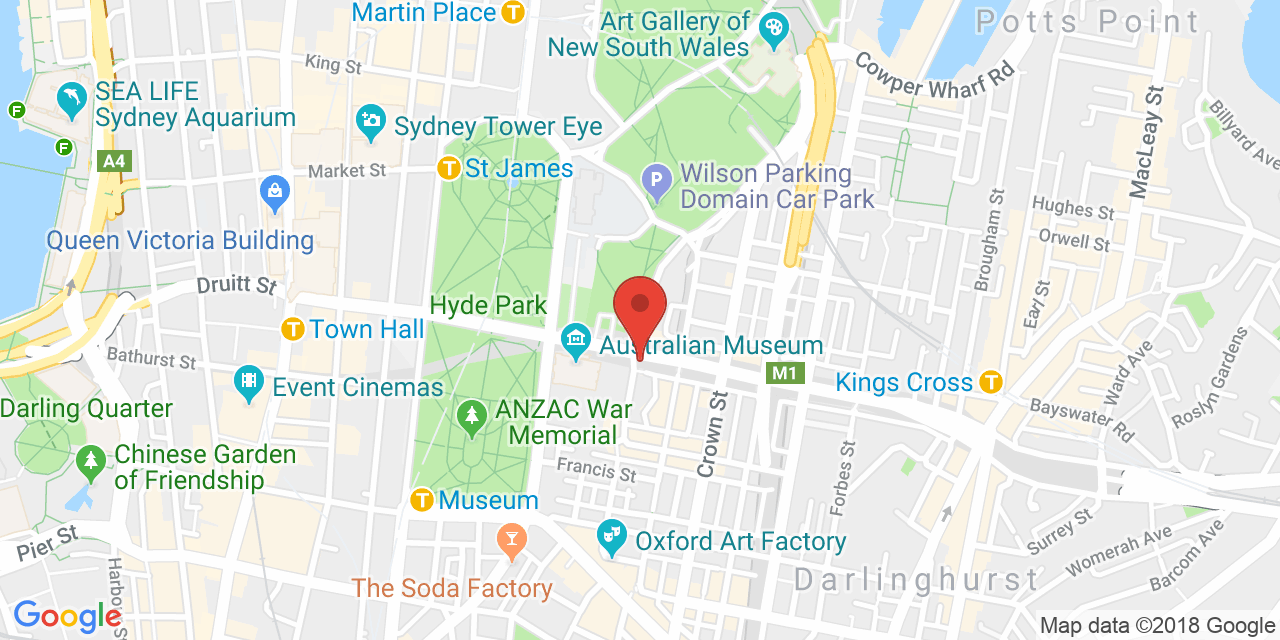 Martin Place
T
Art Gallery of
New South Wales
Potts Point
King St
Cowper Wharf Rd
MacLeay St
SEA LIFE
Sydney Aquarium
F
F
Sydney Tower Eye
Billyard Ave
A4
Market St
T
St James
P
Wilson Parking
Domain Car Park
Hughes St
Brougham St
Orwell St
Queen Victoria Building
Druitt St
Hyde Park
Earl St
T
Town Hall
Australian Museum
Bathurst St
M1
Kings Cross
T
Ward Ave
Roslyn Gardens
Event Cinemas
Darling Quarter
ANZAC War
Memorial
Crown St
Bayswater Rd
Chinese Garden
of Friendship
Francis St
Forbes St
T
Museum
Pier St
Oxford Art Factory
Surrey St
Womerah Ave
Barcom Ave
The Soda Factory
Darlinghurst
Harbour St
Google
Map data ©2018 Google